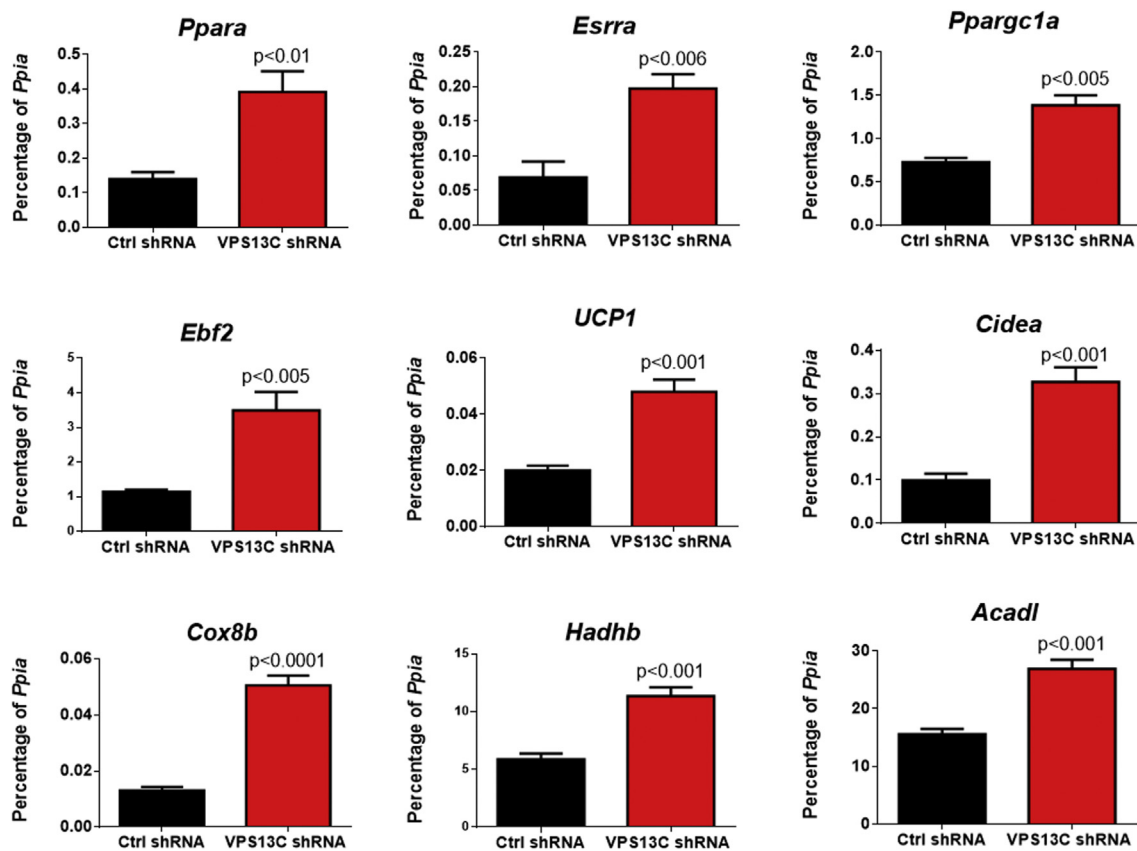 Ppara
Percentage of Ppia
0.5
0.4
0.3
0.2
0.1
0.0
p<0.01
Ctrl shRNA VPS13C shRNA
Esrra
Percentage of Ppia
0.25
0.20
0.15
0.10
0.05
0.00
p<0.006
Ctrl shRNA VPS13C shRNA
Ppargc1a
Percentage of Ppia
2.0
1.5
1.0
0.5
0.0
p<0.005
Ctrl shRNA VPS13C shRNA
Ebf2
Percentage of Ppia
5
4
3
2
1
0
p<0.005
Ctrl shRNA VPS13C shRNA
UCP1
Percentage of Ppia
0.06
0.04
0.02
0.00
p<0.001
Ctrl shRNA VPS13C shRNA
Cidea
Percentage of Ppia
0.4
0.3
0.2
0.1
0.0
p<0.001
Ctrl shRNA VPS13C shRNA
Cox8b
Percentage of Ppia
0.06
0.04
0.02
0.00
p<0.0001
Ctrl shRNA VPS13C shRNA
Hadhb
Percentage of Ppia
15
10
5
0
p<0.001
Ctrl shRNA VPS13C shRNA
Acadl
Percentage of Ppia
30
20
10
0
p<0.001
Ctrl shRNA VPS13C shRNA